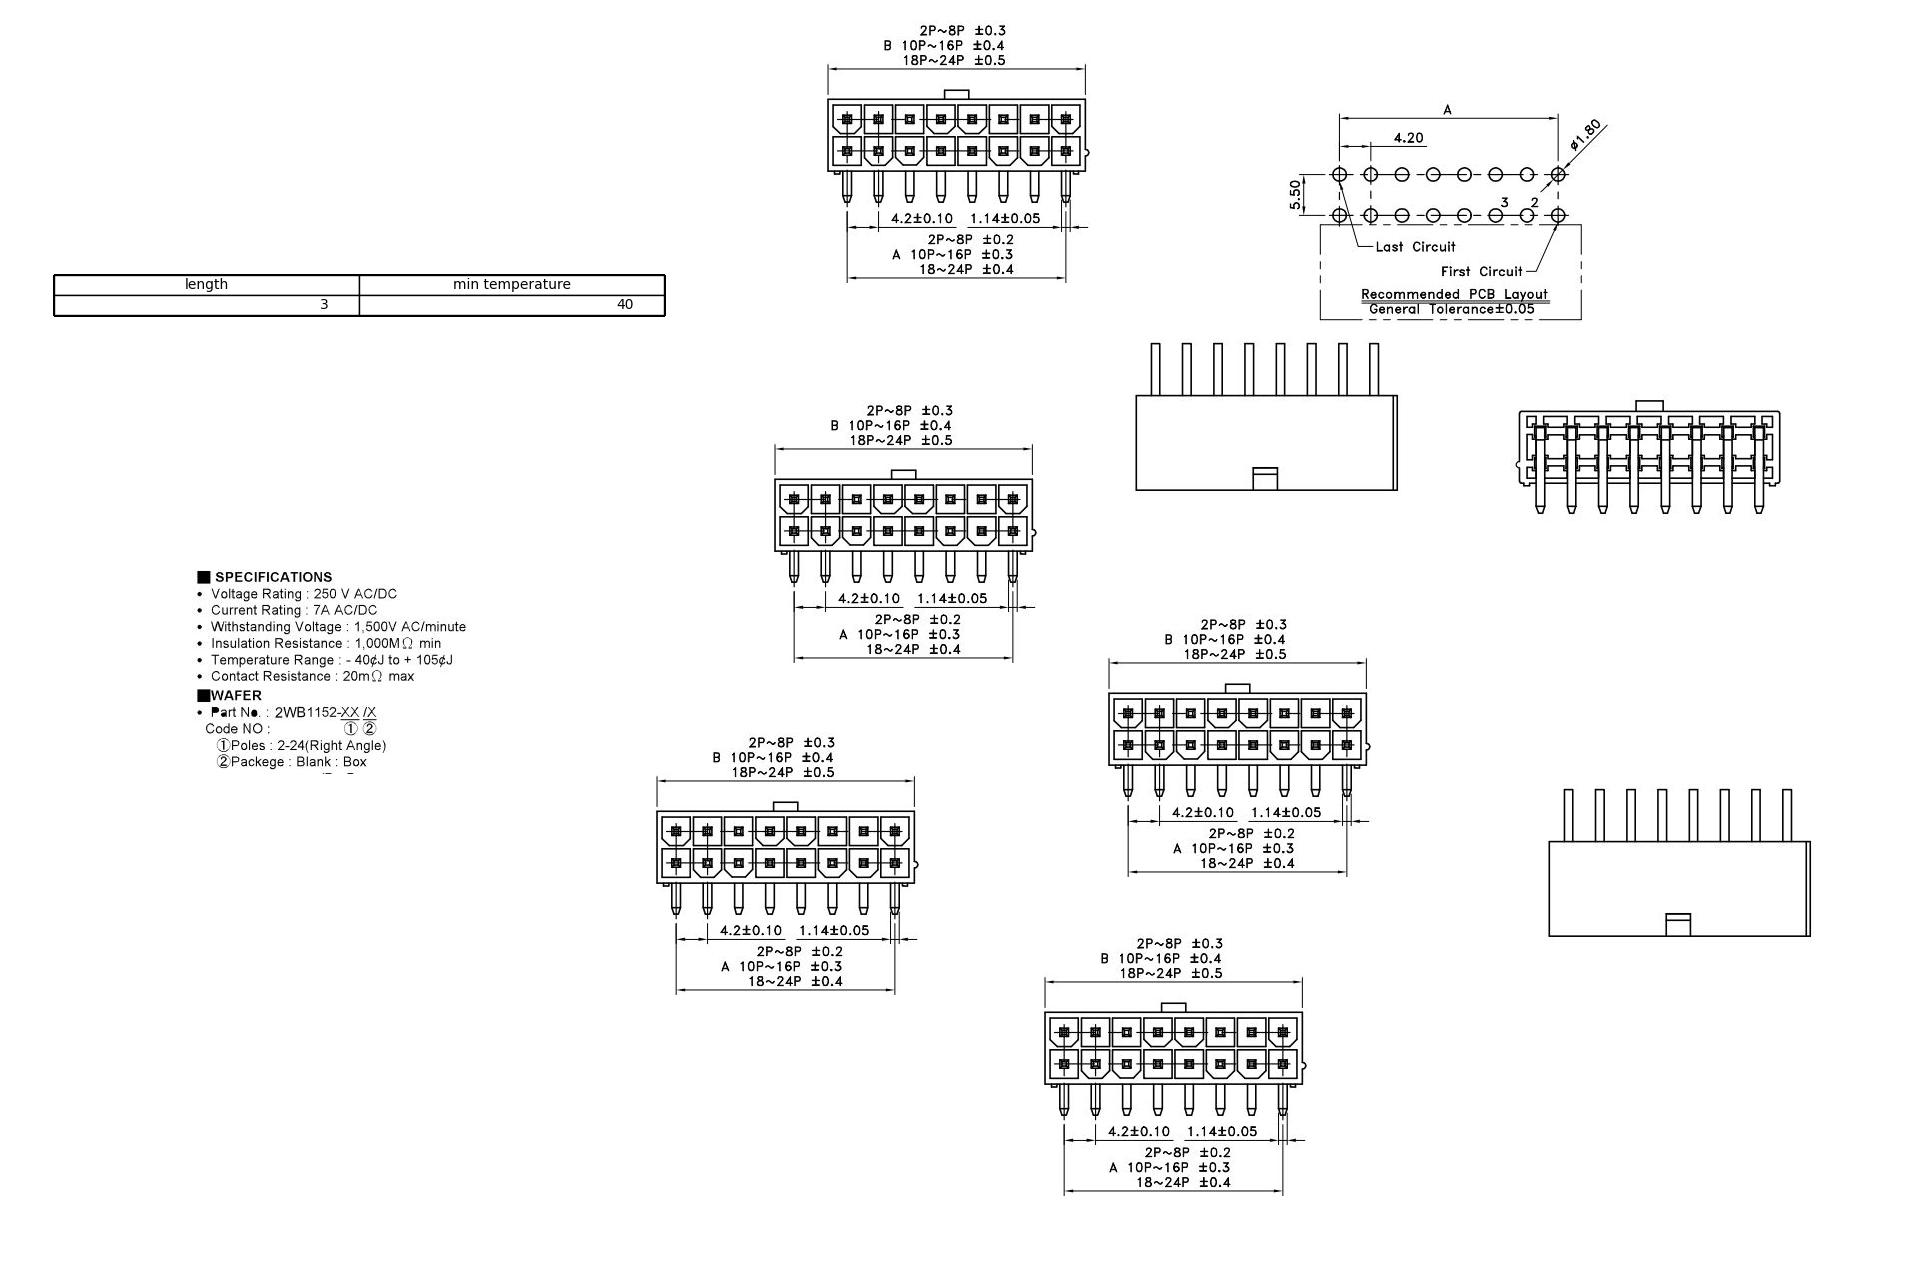 2P~8P ±0.3
B 10P~16P ±0.4
18P~24P ±0.5
4.2±0.10 1.14±0.05
2P~8P ±0.2
A 10P~16P ±0.3
18~24P ±0.4
A
4.20
ø1.80
5.50
3 2
Last Circuit
First Circuit
Recommended PCB Layout
General Tolerance±0.05
length min temperature
3 40
2P~8P ±0.3
B 10P~16P ±0.4
18P~24P ±0.5
4.2±0.10 1.14±0.05
2P~8P ±0.2
A 10P~16P ±0.3
18~24P ±0.4
■ SPECIFICATIONS
• Voltage Rating : 250 V AC/DC
• Current Rating : 7A AC/DC
• Withstanding Voltage : 1,500V AC/minute
• Insulation Resistance : 1,000MΩ min
• Temperature Range : - 40¢J to + 105¢J
• Contact Resistance : 20mΩ max
■WAFER
• Part No. : 2WB1152-XX /X
Code NO : ① ②
①Poles : 2-24(Right Angle)
②Packege : Blank : Box
2P~8P ±0.3
B 10P~16P ±0.4
18P~24P ±0.5
4.2±0.10 1.14±0.05
2P~8P ±0.2
A 10P~16P ±0.3
18~24P ±0.4
2P~8P ±0.3
B 10P~16P ±0.4
18P~24P ±0.5
4.2±0.10 1.14±0.05
2P~8P ±0.2
A 10P~16P ±0.3
18~24P ±0.4
2P~8P ±0.3
B 10P~16P ±0.4
18P~24P ±0.5
4.2±0.10 1.14±0.05
2P~8P ±0.2
A 10P~16P ±0.3
18~24P ±0.4